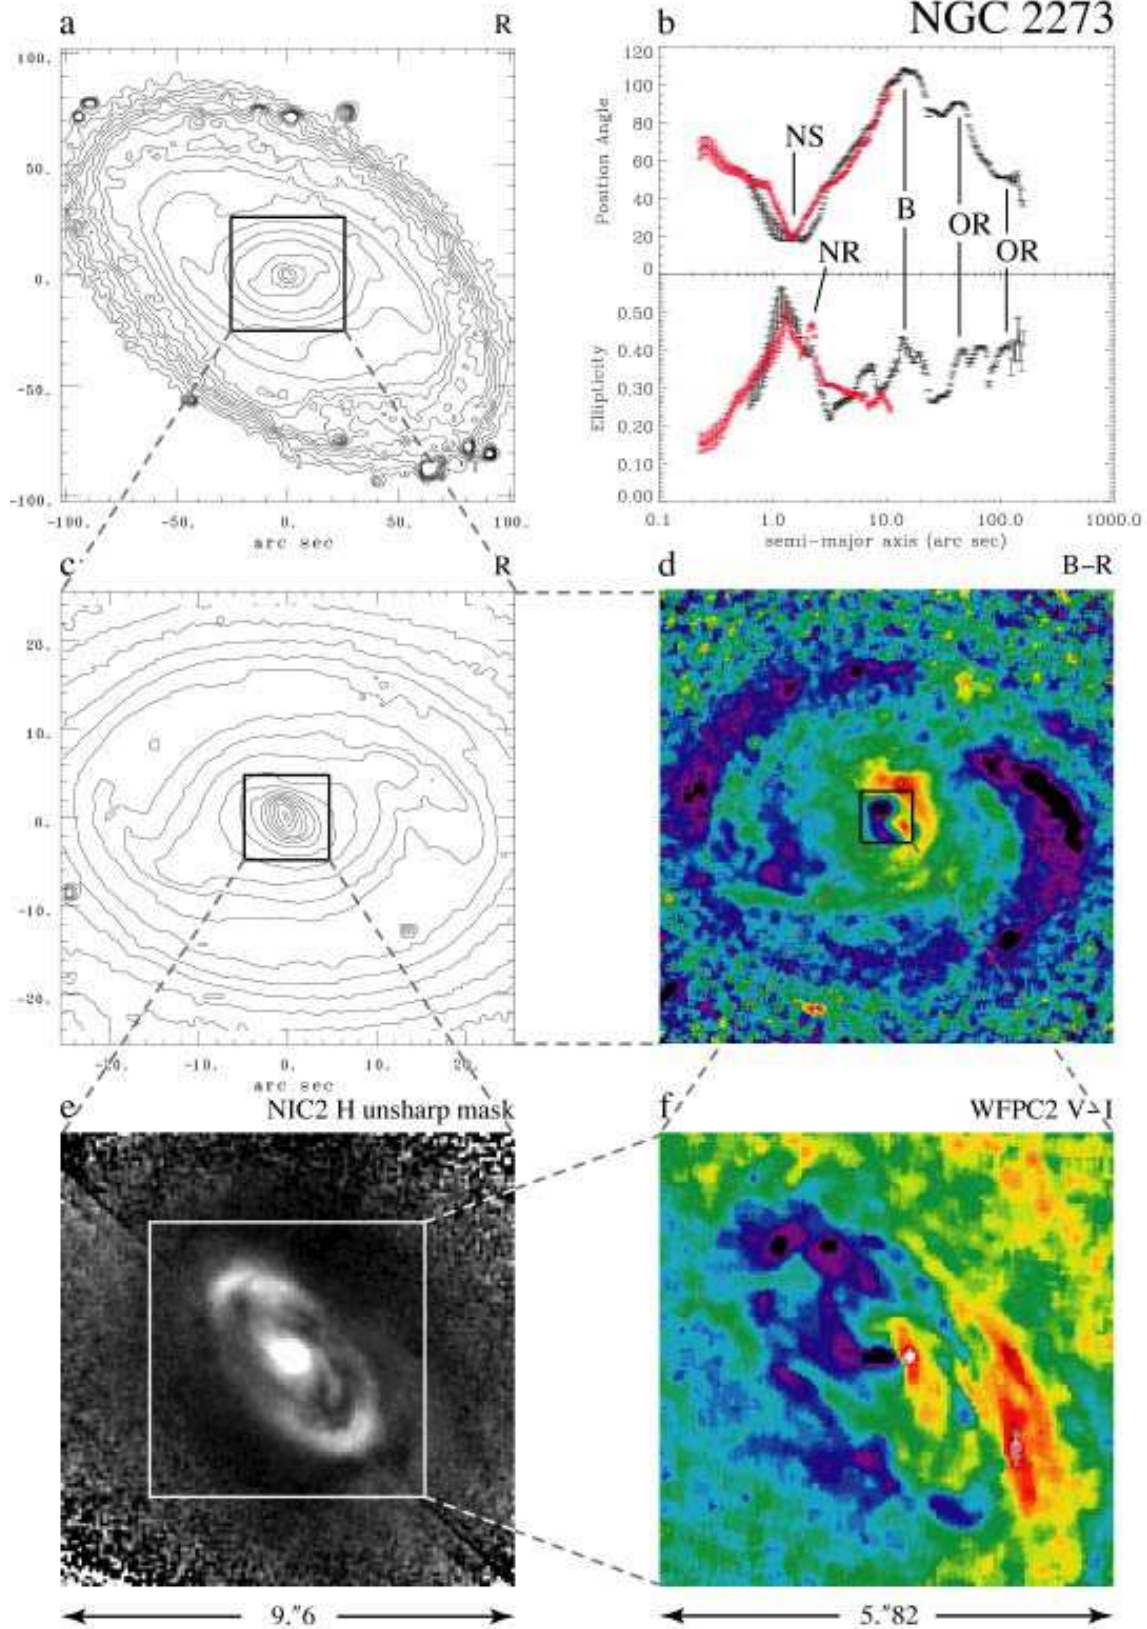 NGC 2273
a
R
100.
50.
0.
-50.
-100.
-100.
-50.
0.
50.
100.
arc sec
b
Position Angle
120
100
80
60
40
20
0
NS
B
OR
OR
NR
Ellipticity
0.50
0.40
0.30
0.20
0.10
0.00
0.1
1.0
10.0
100.0
1000.0
semi-major axis (arc sec)
c
R
20.
10.
0.
-10.
-20.
-20.
-10.
0.
10.
20.
arc sec
d
B-R
e
NIC2 H unsharp mask
9."6
f
WFPC2 V-I
5."82